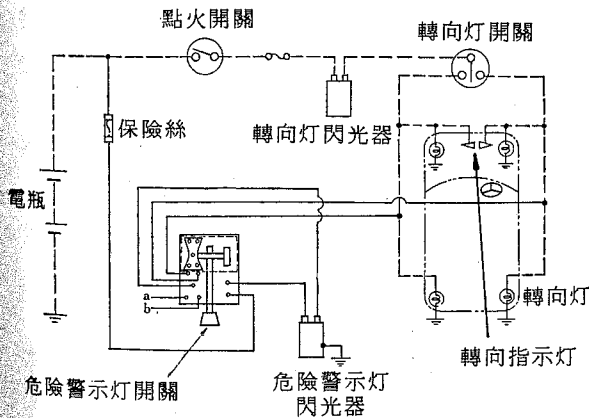 點火開關
轉向灯開關
保險絲
轉向灯閃光器
電瓶
a
b
轉向灯
轉向指示灯
危險警示灯開關
危險警示灯
閃光器